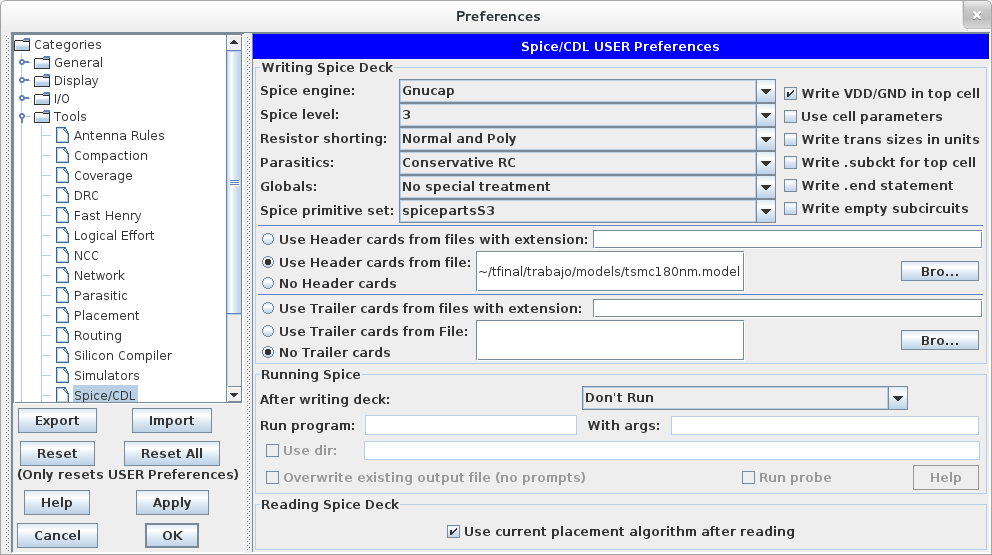 Preferences
Categories
General
Display
I/O
Tools
Antenna Rules
Compaction
Coverage
DRC
Fast Henry
Logical Effort
NCC
Network
Parasitic
Placement
Routing
Silicon Compiler
Simulators
Spice/CDL
Export Import
Reset Reset All
(Only resets USER Preferences)
Help Apply
Cancel OK
Spice/CDL USER Preferences
Writing Spice Deck
Spice engine: Gnucap Write VDD/GND in top cell
Spice level: 3 Use cell parameters
Resistor shorting: Normal and Poly Write trans sizes in units
Parasitics: Conservative RC Write .subckt for top cell
Globals: No special treatment Write .end statement
Spice primitive set: spicepartsS3 Write empty subcircuits
Use Header cards from files with extension:
Use Header cards from file: ~/tfinal/trabajo/models/tsmc180nm.model Bro...
No Header cards
Use Trailer cards from files with extension:
Use Trailer cards from File: Bro...
No Trailer cards
Running Spice
After writing deck: Don't Run
Run program: With args:
Use dir:
Overwrite existing output file (no prompts) Run probe Help
Reading Spice Deck
Use current placement algorithm after reading